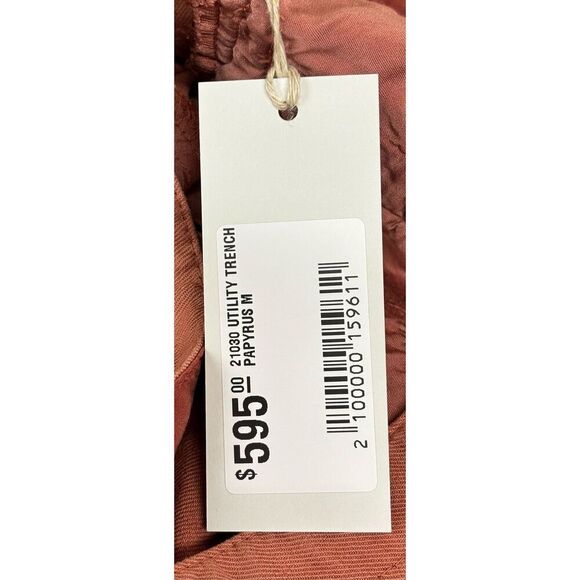 21030 UTILITY TRENCH
PAPYRUS M
$595.00
2 100000 159611